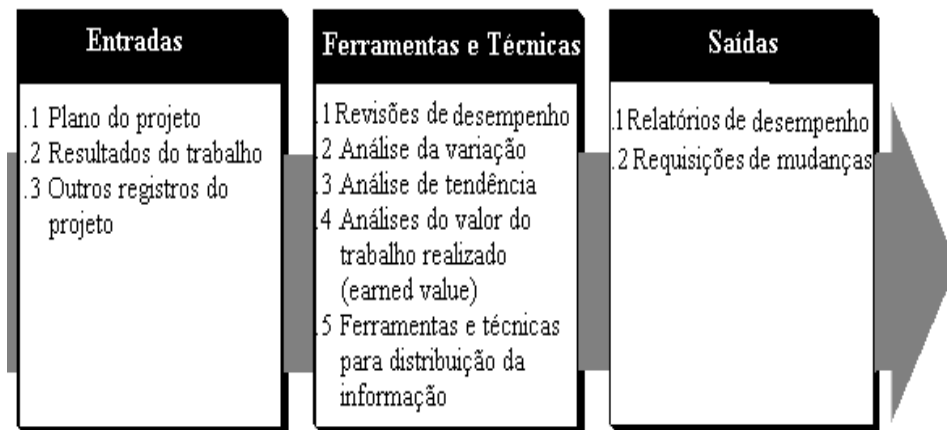 Entradas
.1 Plano do projeto
.2 Resultados do trabalho
.3 Outros registros do
projeto
Ferramentas e Técnicas
.1 Revisões de desempenho
.2 Análise da variação
.3 Análise de tendência
.4 Análises do valor do
trabalho realizado
(earned value)
.5 Ferramentas e técnicas
para distribuição da
informação
Saídas
.1 Relatórios de desempenho
.2 Requisições de mudanças